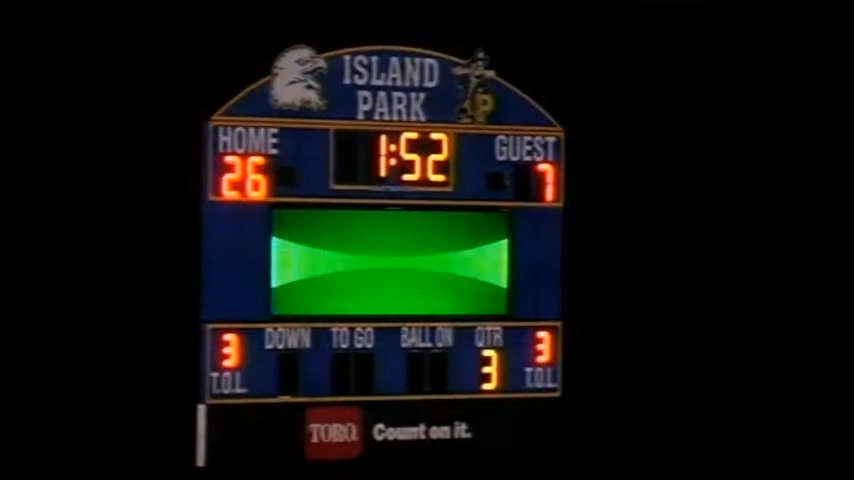 ISLAND
PARK
HOME 1:52 GUEST
26 7
3 DOWN TO GO BALL ON QTR 3
T.O.L. 3 T.O.L.
TORO Count on it.